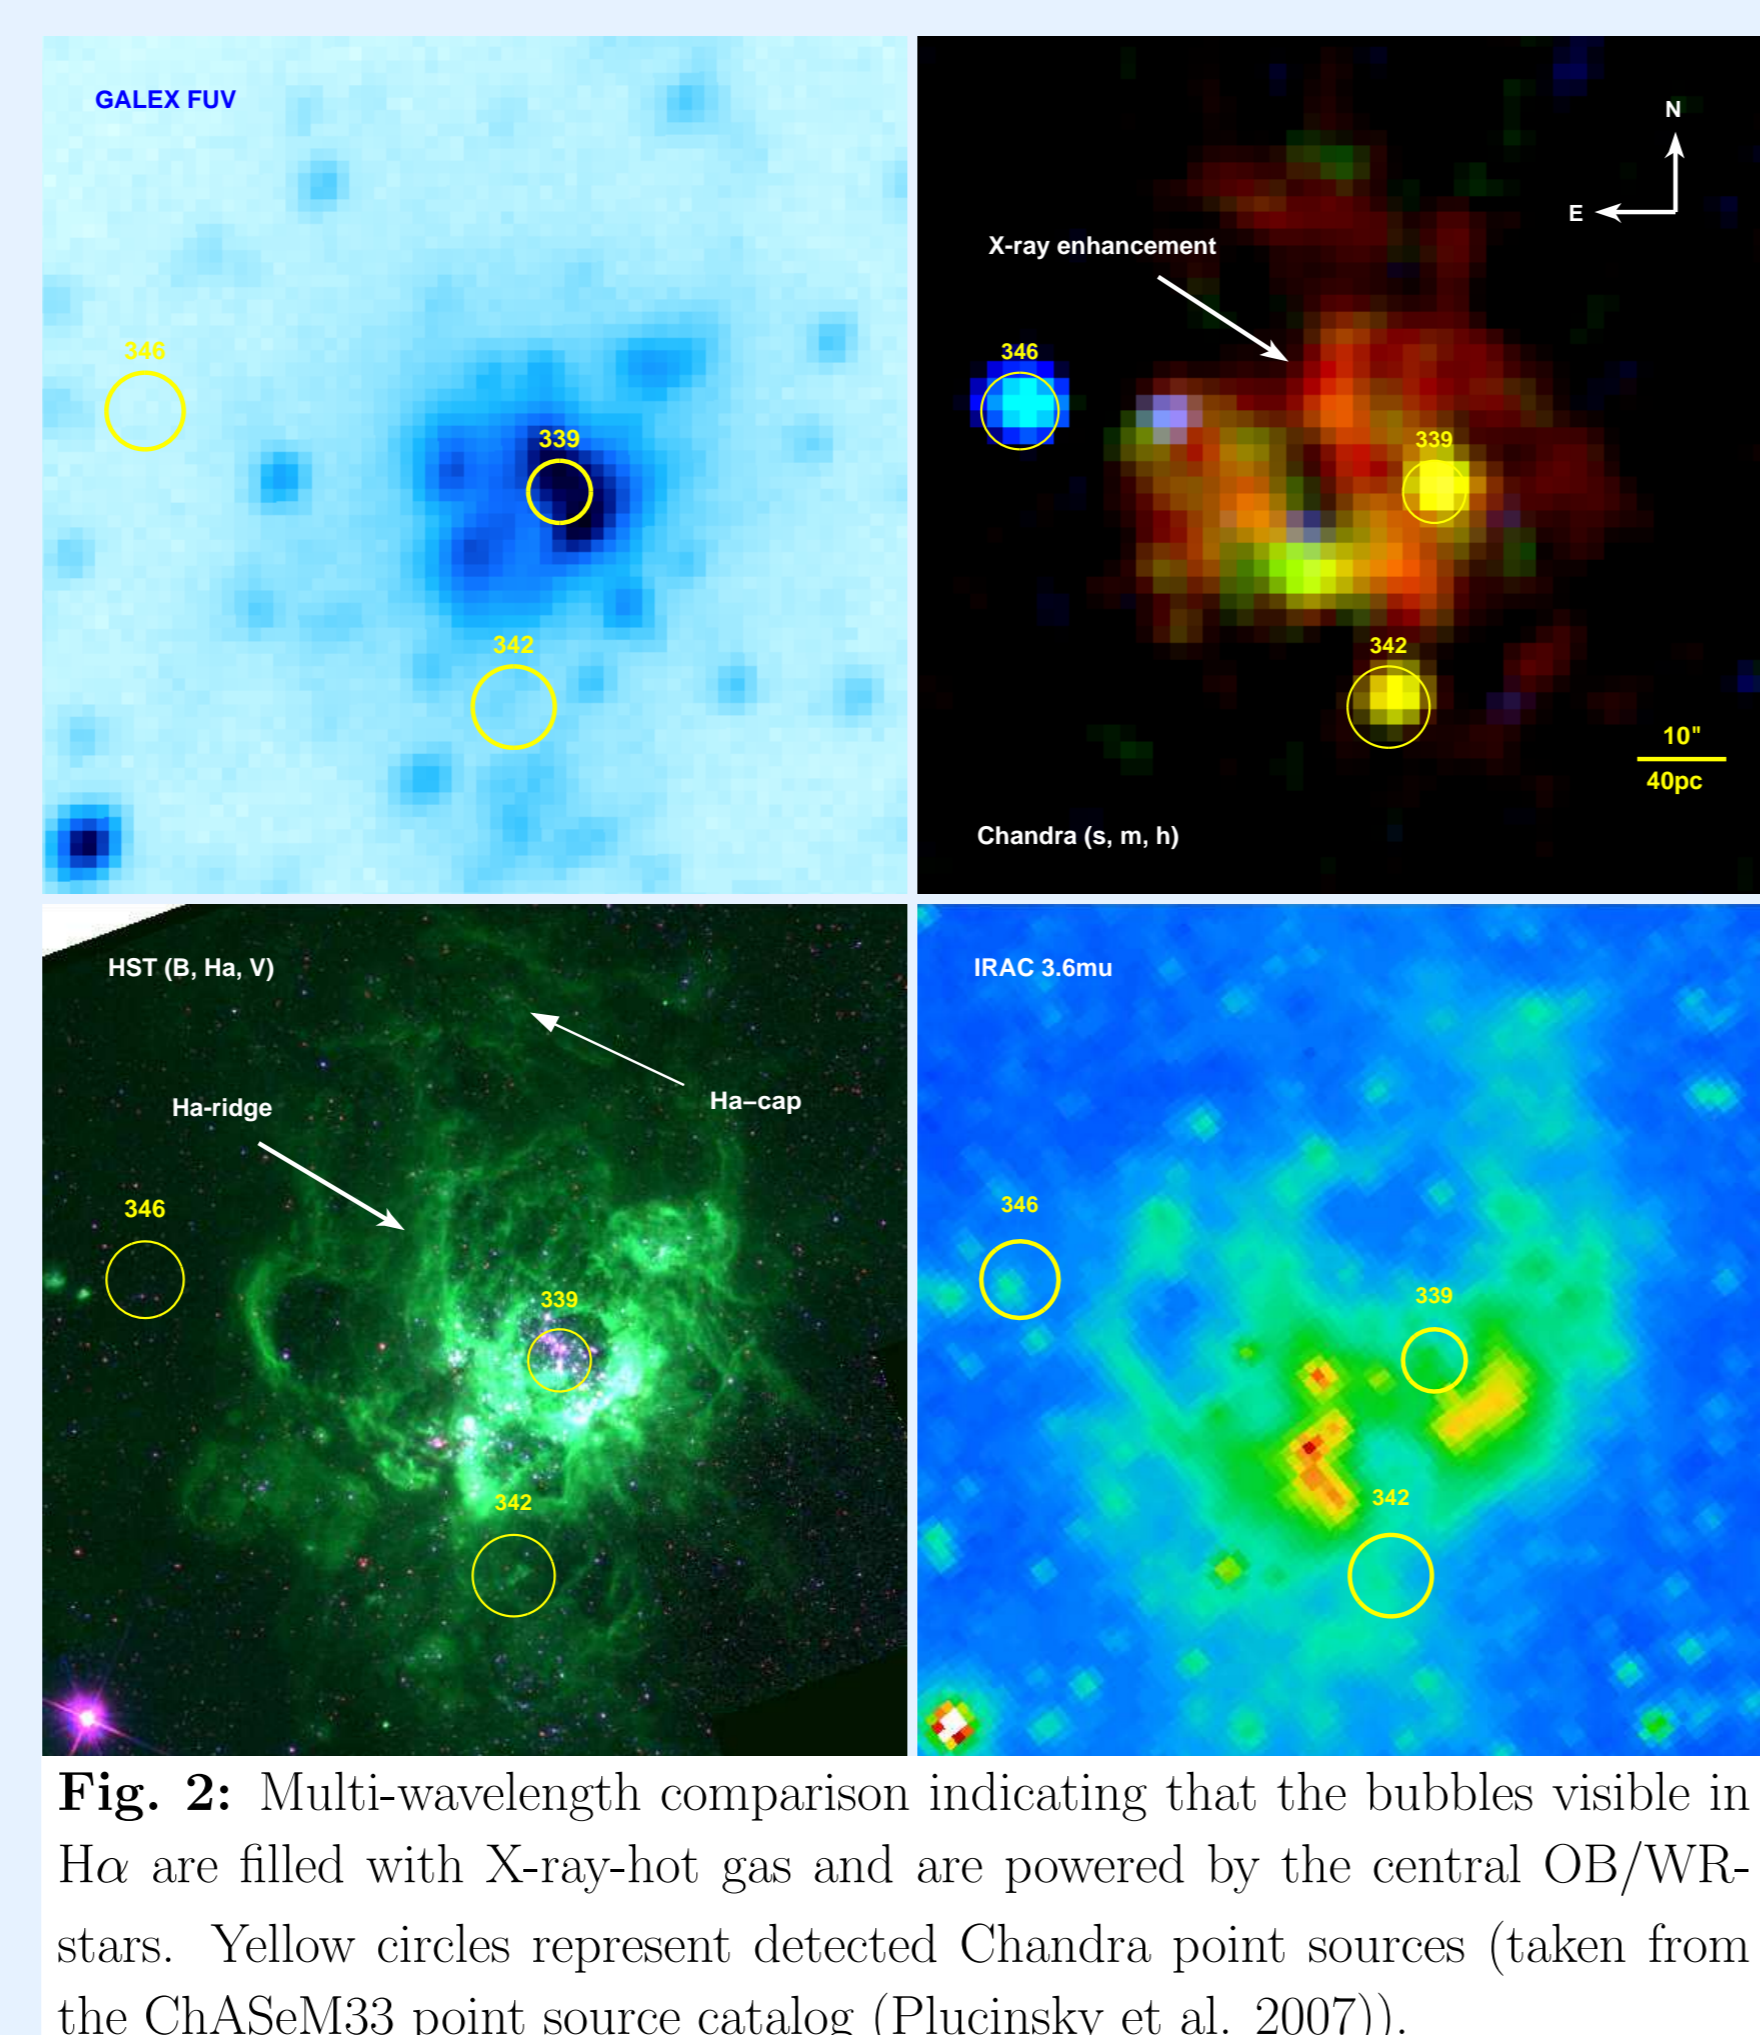 GALEX FUV
346
339
342
N
E
X-ray enhancement
346
339
342
10"
40pc
Chandra (s, m, h)
HST (B, Ha, V)
Ha-ridge
Ha–cap
346
339
342
IRAC 3.6mu
346
339
342
Fig. 2: Multi-wavelength comparison indicating that the bubbles visible in
Hα are filled with X-ray-hot gas and are powered by the central OB/WR-
stars. Yellow circles represent detected Chandra point sources (taken from
the ChASeM33 point source catalog (Plucinsky et al. 2007)).